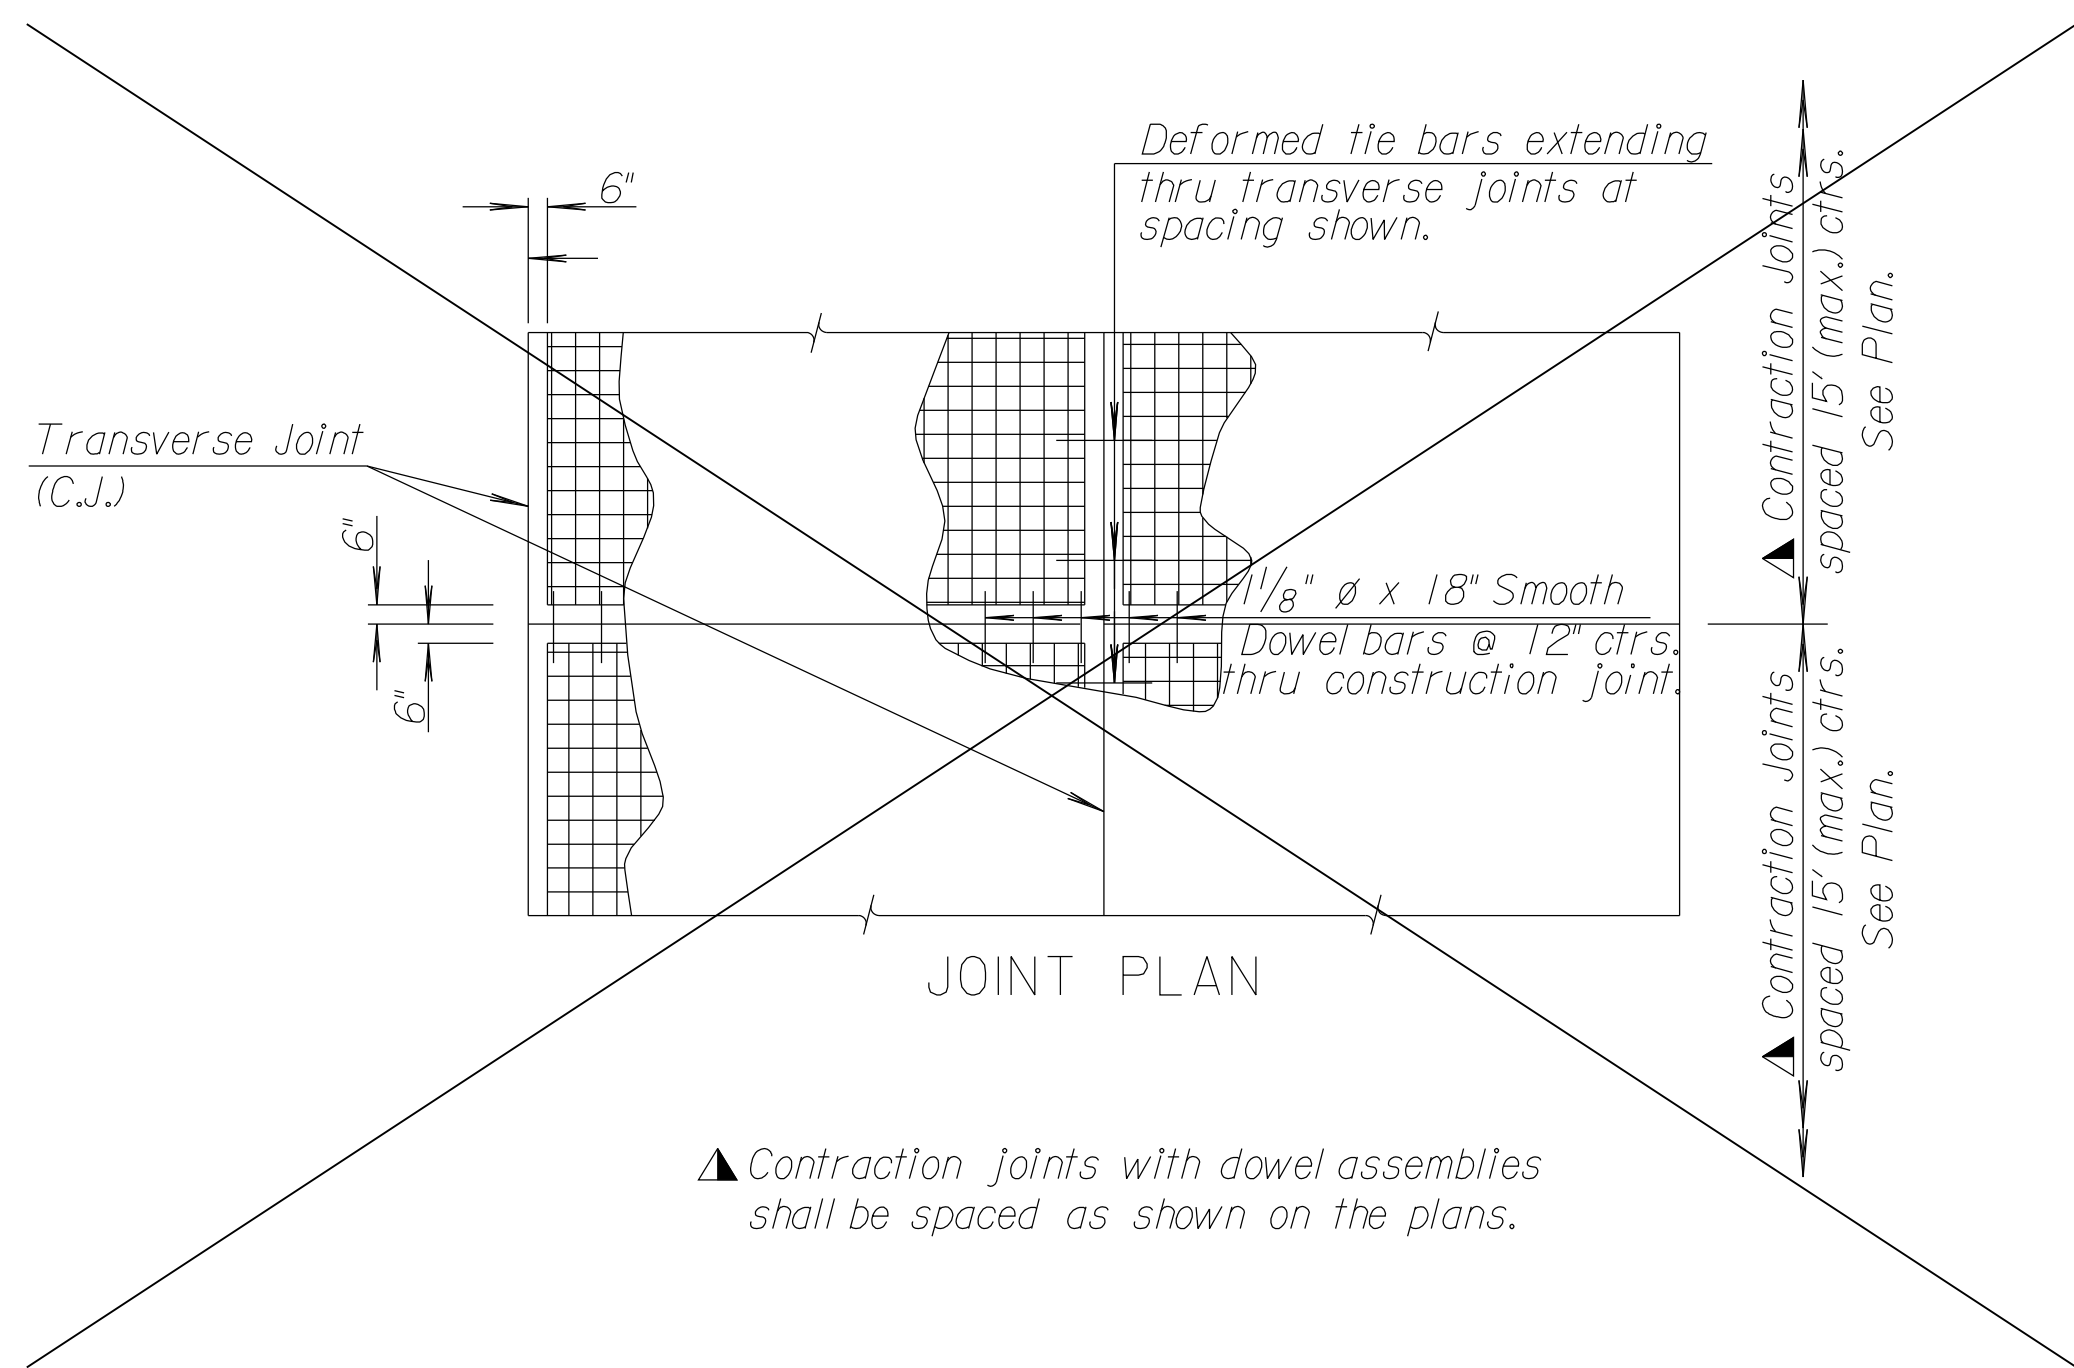 Deformed tie bars extending
thru transverse joints at
spacing shown.
6"
Transverse Joint
(C.J.)
6"
6"
1 1/8" ø x 18" Smooth
Dowel bars @ 12" ctrs.
thru construction joint.
Contraction Joints
spaced 15' (max.) ctrs.
See Plan.
Contraction Joints
spaced 15' (max.) ctrs.
See Plan.
JOINT PLAN
Contraction joints with dowel assemblies
shall be spaced as shown on the plans.